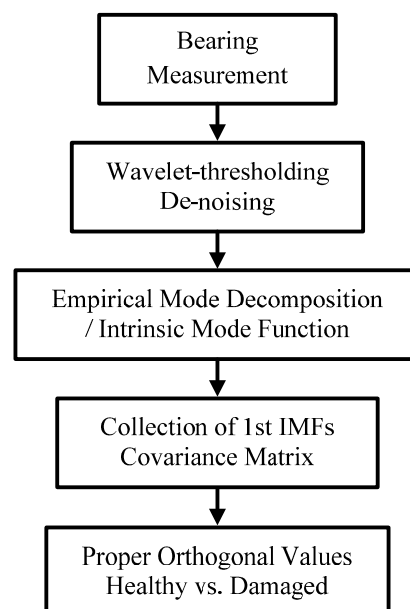 Bearing
Measurement
Wavelet-thresholding
De-noising
Empirical Mode Decomposition
/ Intrinsic Mode Function
Collection of 1st IMFs
Covariance Matrix
Proper Orthogonal Values
Healthy vs. Damaged